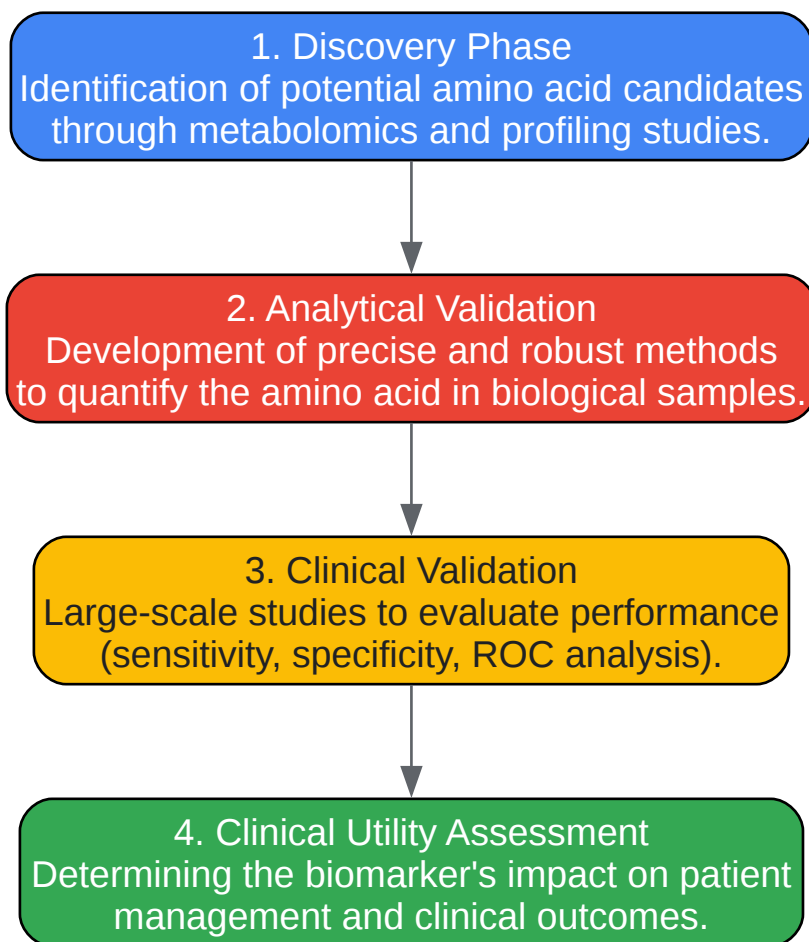 1. Discovery Phase
Identification of potential amino acid candidates
through metabolomics and profiling studies.
2. Analytical Validation
Development of precise and robust methods
to quantify the amino acid in biological samples.
3. Clinical Validation
Large-scale studies to evaluate performance
(sensitivity, specificity, ROC analysis).
4. Clinical Utility Assessment
Determining the biomarker's impact on patient
management and clinical outcomes.